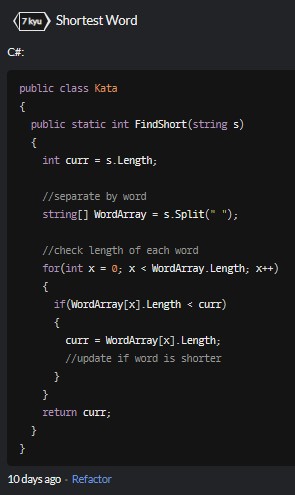 7 kyu Shortest Word
C#:
public class Kata
{
  public static int FindShort(string s)
  {
    int curr = s.Length;

    //separate by word
    string[] WordArray = s.Split(" ");

    //check length of each word
    for(int x = 0; x < WordArray.Length; x++)
    {
      if(WordArray[x].Length < curr)
      {
        curr = WordArray[x].Length;
        //update if word is shorter
      }
    }
    return curr;
  }
}
10 days ago · Refactor